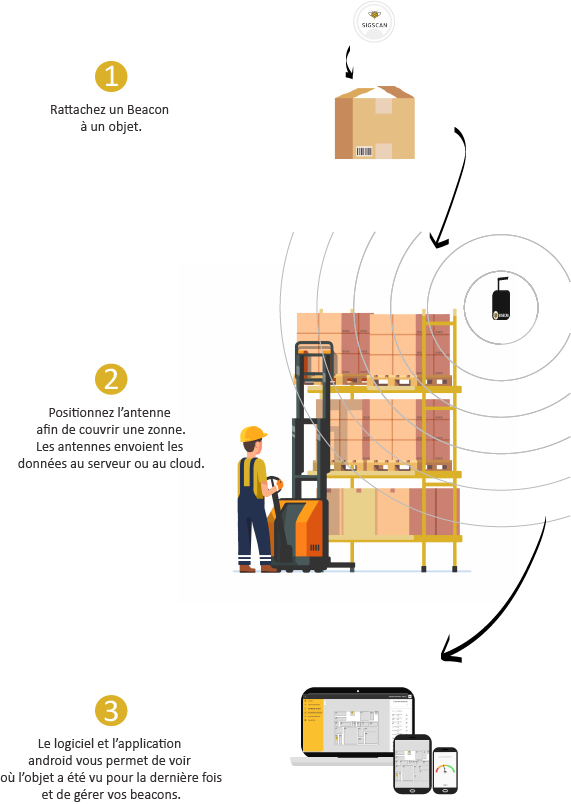 SIGSCAN
1
Rattachez un Beacon
à un objet.
2
Positionnez l’antenne
afin de couvrir une zonne.
Les antennes envoient les
données au serveur ou au cloud.
3
Le logiciel et l’application
android vous permet de voir
où l’objet a été vu pour la dernière fois
et de gérer vos beacons.